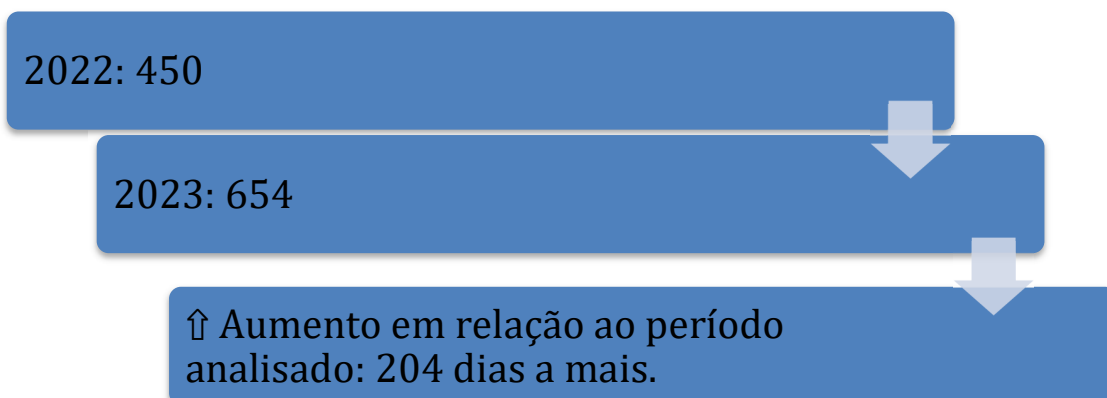 2022: 450
2023: 654
⇧ Aumento em relação ao período
analisado: 204 dias a mais.